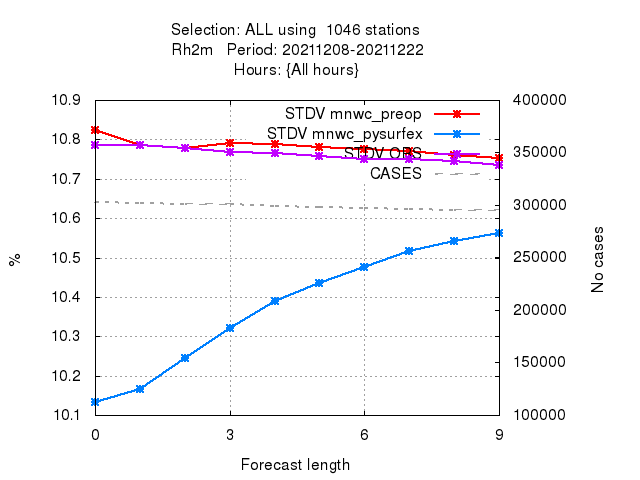 Selection: ALL using  1046 stations
Rh2m   Period: 20211208-20211222
Hours: {All hours}
STDV mnwc_preop
STDV mnwc_pysurfex
STDV OBS
CASES
10.9
10.8
10.7
10.6
10.5
10.4
10.3
10.2
10.1
%
400000
350000
300000
250000
200000
150000
100000
No cases
0 3 6 9
Forecast length